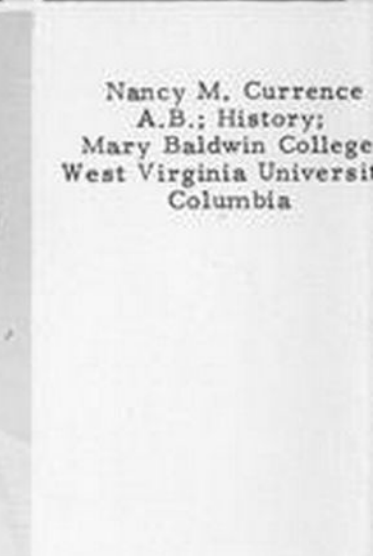 Nancy M. Currence
A.B.; History;
Mary Baldwin College
West Virginia Universit
Columbia